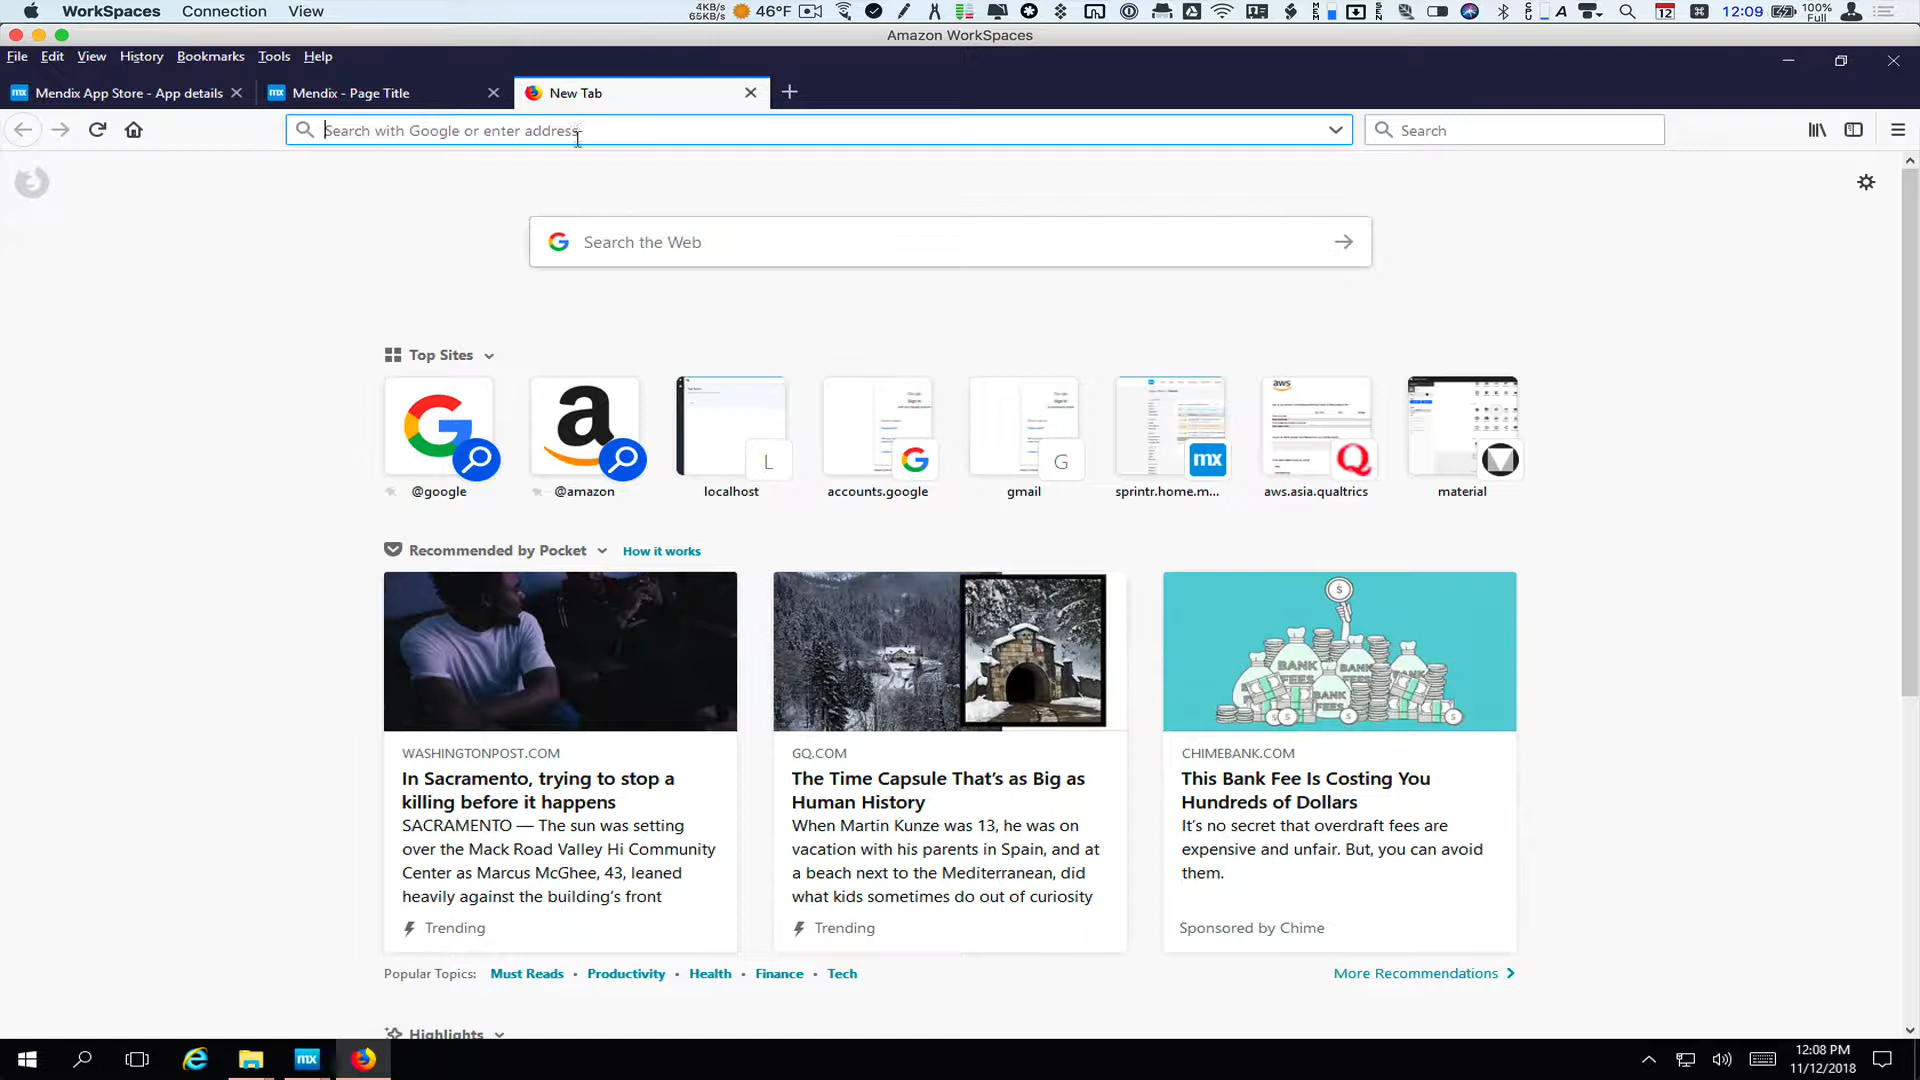 WorkSpaces Connection View
4KB/s
65KB/s
46°F
12
12:09
100%
Full
Amazon WorkSpaces
File Edit View History Bookmarks Tools Help
Mendix App Store - App details
Mendix - Page Title
New Tab
Search with Google or enter address
Search
Search the Web
Top Sites
aws
L
G
mx
@google
@amazon
localhost
accounts.google
gmail
sprintr.home.m...
aws.asia.qualtrics
material
Recommended by Pocket
How it works
BANK FEES
BANK FEES
BANK FEES
WASHINGTONPOST.COM
In Sacramento, trying to stop a
killing before it happens
SACRAMENTO — The sun was setting
over the Mack Road Valley Hi Community
Center as Marcus McGhee, 43, leaned
heavily against the building’s front
Trending
GQ.COM
The Time Capsule That’s as Big as
Human History
When Martin Kunze was 13, he was on
vacation with his parents in Spain, and at
a beach next to the Mediterranean, did
what kids sometimes do out of curiosity
Trending
CHIMEBANK.COM
This Bank Fee Is Costing You
Hundreds of Dollars
It’s no secret that overdraft fees are
expensive and unfair. But, you can avoid
them.
Sponsored by Chime
Popular Topics: Must Reads • Productivity • Health • Finance • Tech
More Recommendations
Highlights
mx
12:08 PM
11/12/2018